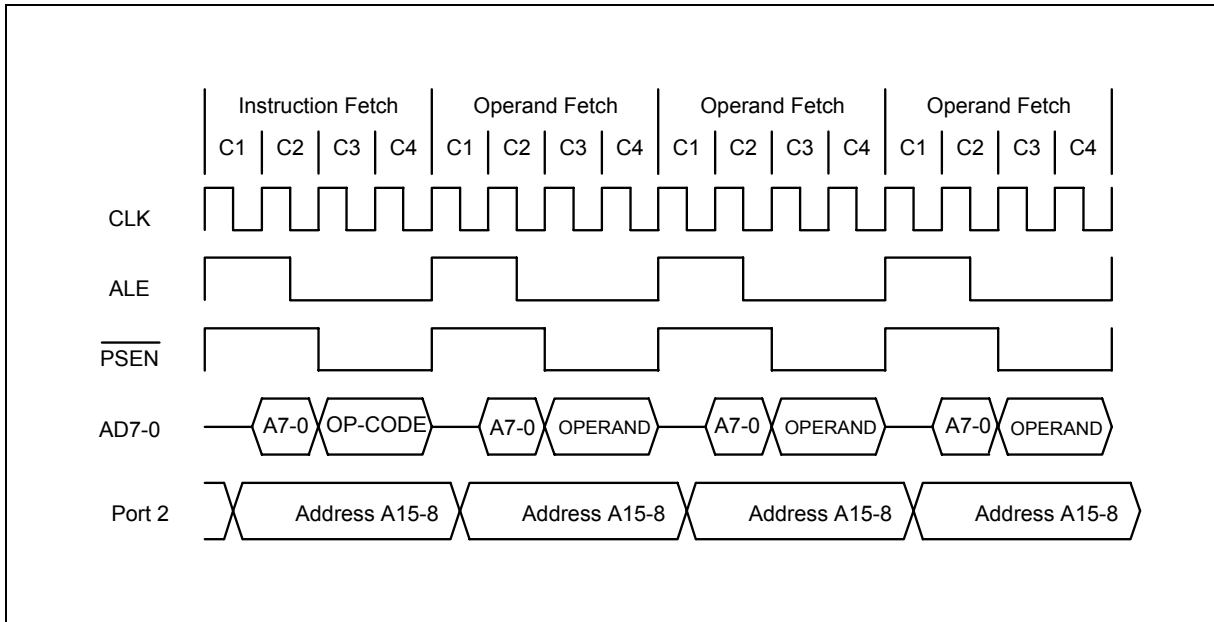 Instruction Fetch Operand Fetch Operand Fetch Operand Fetch
C1 C2 C3 C4 C1 C2 C3 C4 C1 C2 C3 C4 C1 C2 C3 C4
CLK
ALE
PSEN
AD7-0 A7-0 OP-CODE A7-0 OPERAND A7-0 OPERAND A7-0 OPERAND
Port 2 Address A15-8 Address A15-8 Address A15-8 Address A15-8